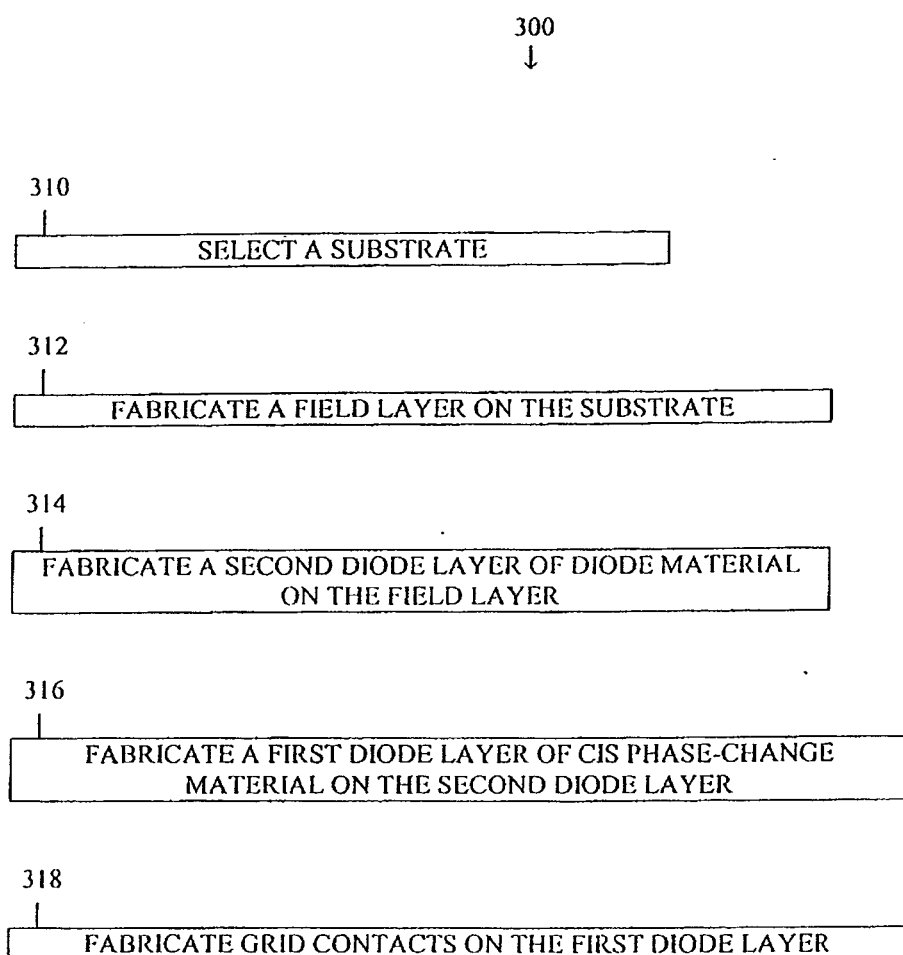 300
↓
310
SELECT A SUBSTRATE
312
FABRICATE A FIELD LAYER ON THE SUBSTRATE
314
FABRICATE A SECOND DIODE LAYER OF DIODE MATERIAL
ON THE FIELD LAYER
316
FABRICATE A FIRST DIODE LAYER OF CIS PHASE-CHANGE
MATERIAL ON THE SECOND DIODE LAYER
318
FABRICATE GRID CONTACTS ON THE FIRST DIODE LAYER